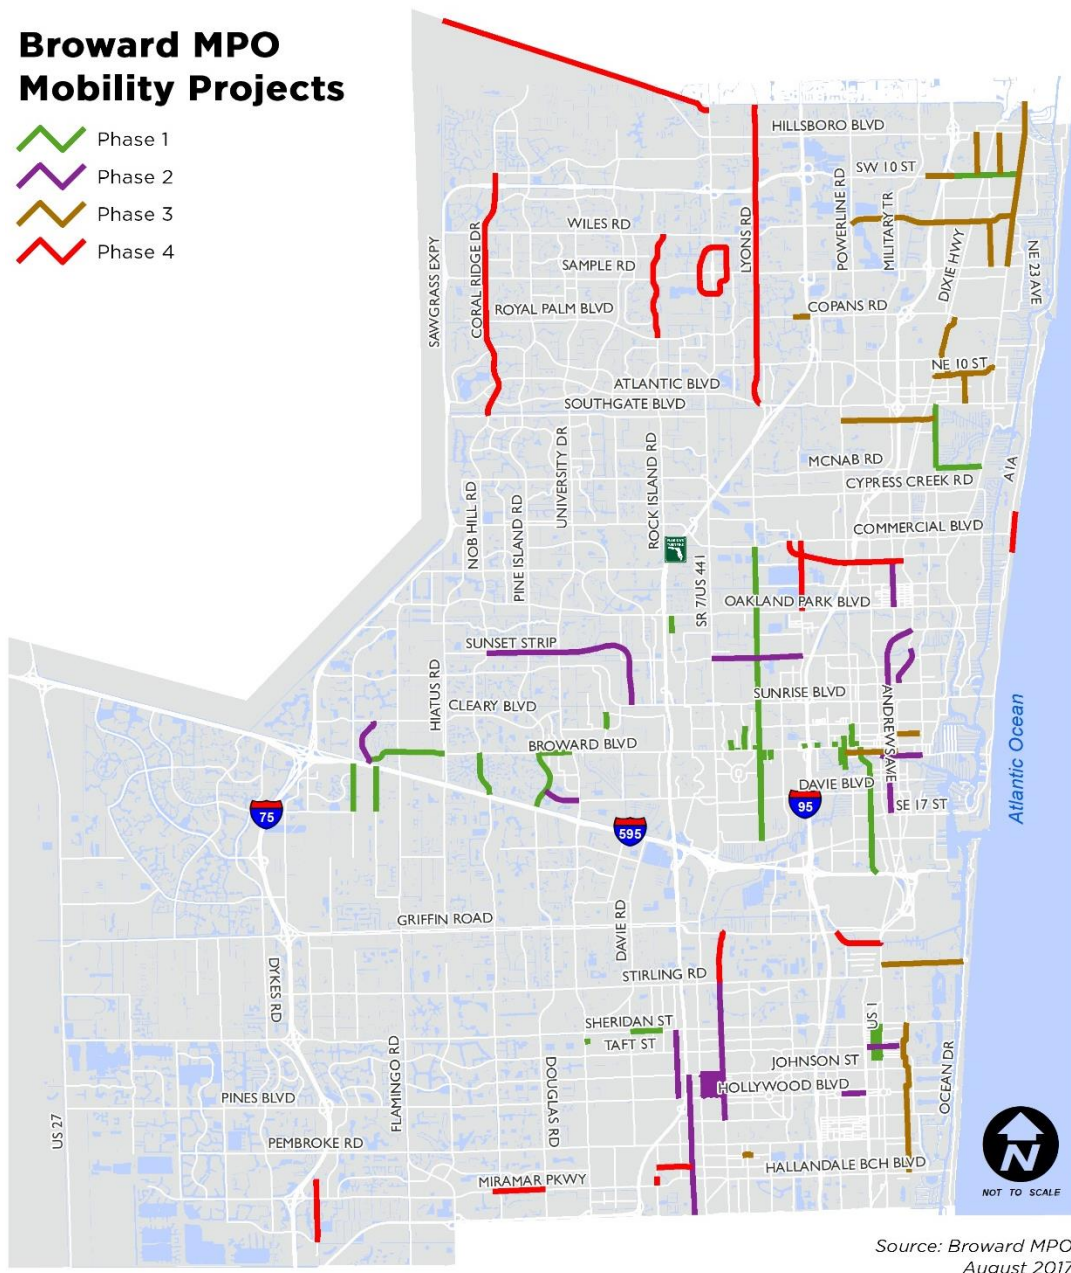 Broward MPO
Mobility Projects
Phase 1
Phase 2
Phase 3
Phase 4
HILLSBORO BLVD
SW 10 ST
WILES RD
SAMPLE RD
ROYAL PALM BLVD
COPANS RD
NE 10 ST
ATLANTIC BLVD
SOUTHGATE BLVD
MCNAB RD
CYPRESS CREEK RD
COMMERCIAL BLVD
OAKLAND PARK BLVD
SUNSET STRIP
SUNRISE BLVD
CLEARY BLVD
BROWARD BLVD
DAVIE BLVD
SE 17 ST
GRIFFIN ROAD
STIRLING RD
SHERIDAN ST
TAFT ST
JOHNSON ST
HOLLYWOOD BLVD
PINES BLVD
PEMBROKE RD
HALLANDALE BCH BLVD
MIRAMAR PKWY
SAWGRASS EXPY
CORAL RIDGE DR
LYONS RD
POWERLINE RD
MILITARY TR
DIXIE HWY
NE 23 AVE
A1A
NOB HILL RD
PINE ISLAND RD
UNIVERSITY DR
ROCK ISLAND RD
SR 7/US 441
HIATUS RD
ANDREWS AVE
Atlantic Ocean
75
595
95
DAVIE RD
DYKES RD
FLAMINGO RD
DOUGLAS RD
US 27
US 1
OCEAN DR
N
NOT TO SCALE
Source: Broward MPO
August 2017